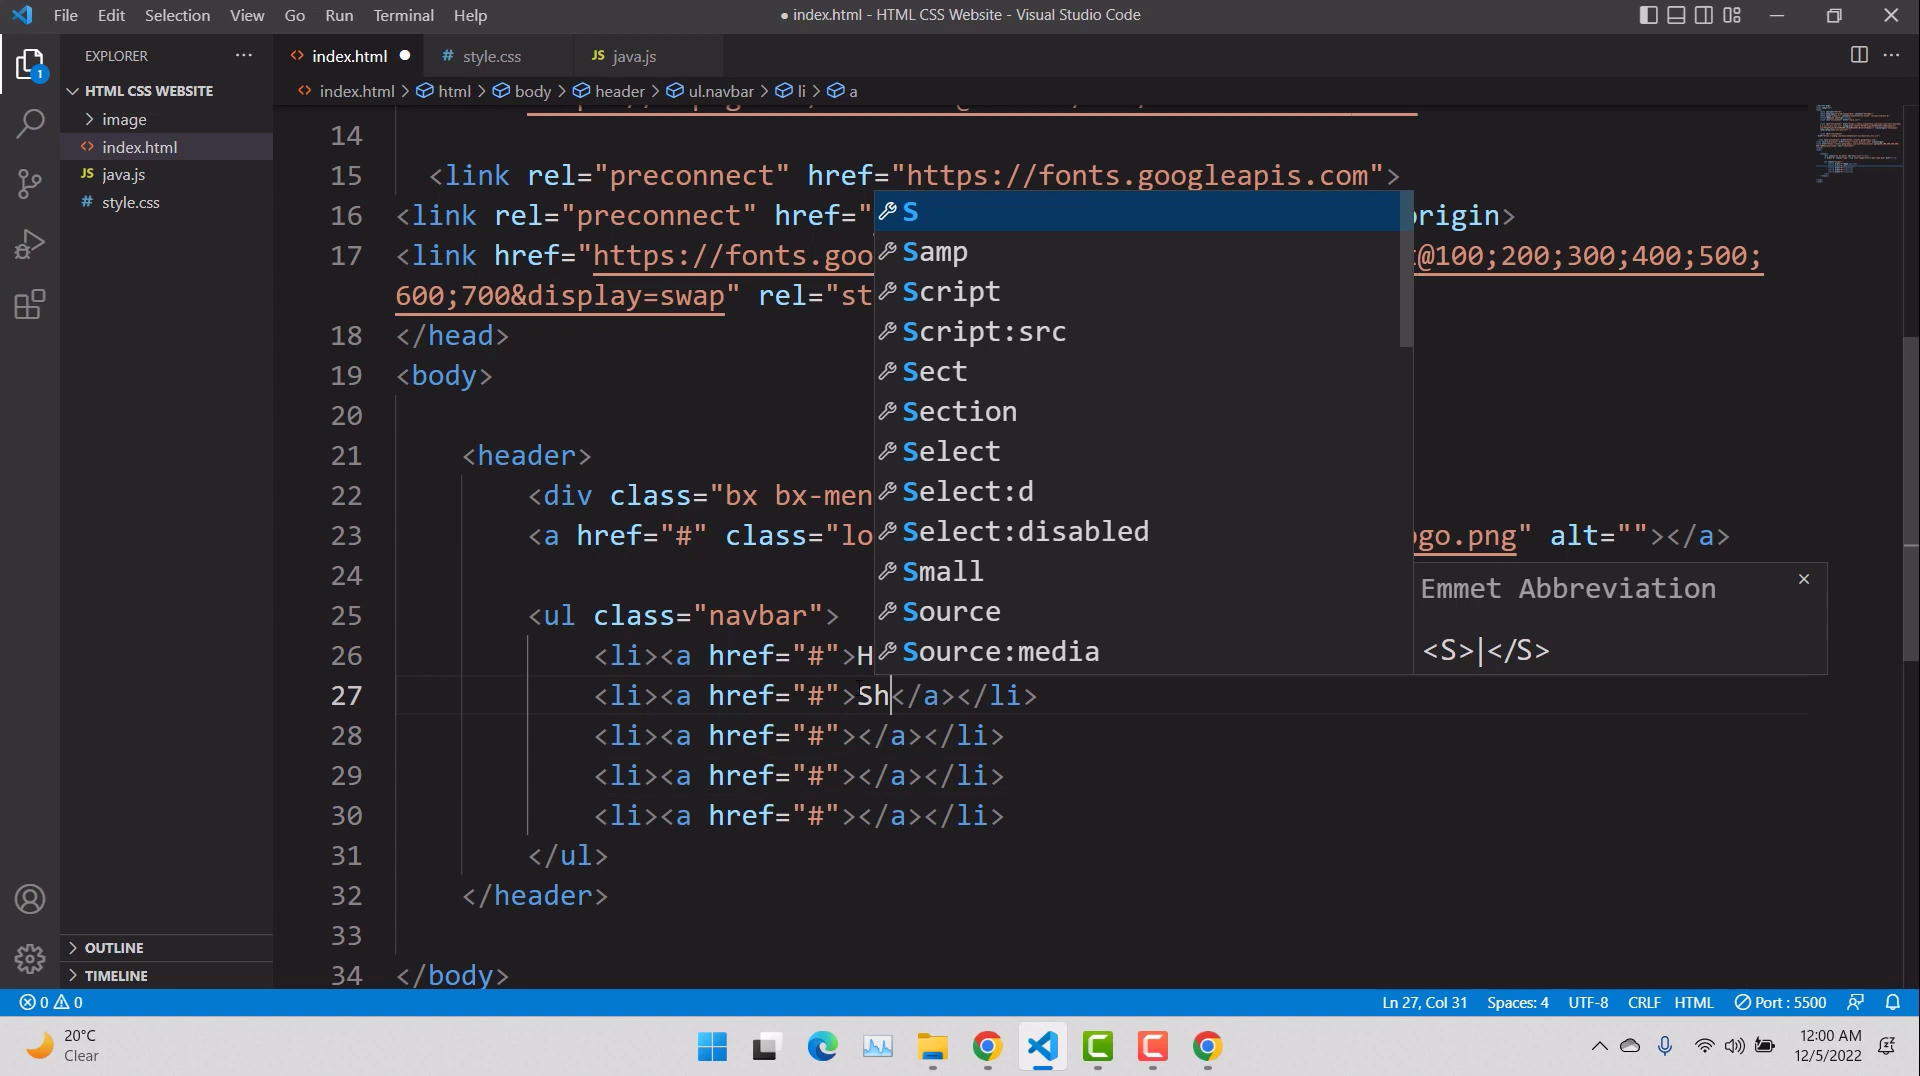 File Edit Selection View Go Run Terminal Help
● index.html - HTML CSS Website - Visual Studio Code
EXPLORER
HTML CSS WEBSITE
image
index.html
java.js
style.css
OUTLINE
TIMELINE
1
index.html
style.css
java.js
index.html > html > body > header > ul.navbar > li > a
14
15 <link rel="preconnect" href="https://fonts.googleapis.com">
16 <link rel="preconnect" href=" origin>
17 <link href="https://fonts.goo @100;200;300;400;500;
600;700&display=swap" rel="st
18 </head>
19 <body>
20
21 <header>
22 <div class="bx bx-men
23 <a href="#" class="lo ogo.png" alt=""></a>
24
25 <ul class="navbar">
26 <li><a href="#">H
27 <li><a href="#">Sh</a></li>
28 <li><a href="#"></a></li>
29 <li><a href="#"></a></li>
30 <li><a href="#"></a></li>
31 </ul>
32 </header>
33
34 </body>
S
Samp
Script
Script:src
Sect
Section
Select
Select:d
Select:disabled
Small
Source
Source:media
Emmet Abbreviation
<S>|</S>
0 0
Ln 27, Col 31 Spaces: 4 UTF-8 CRLF HTML Port : 5500
20°C
Clear
12:00 AM
12/5/2022